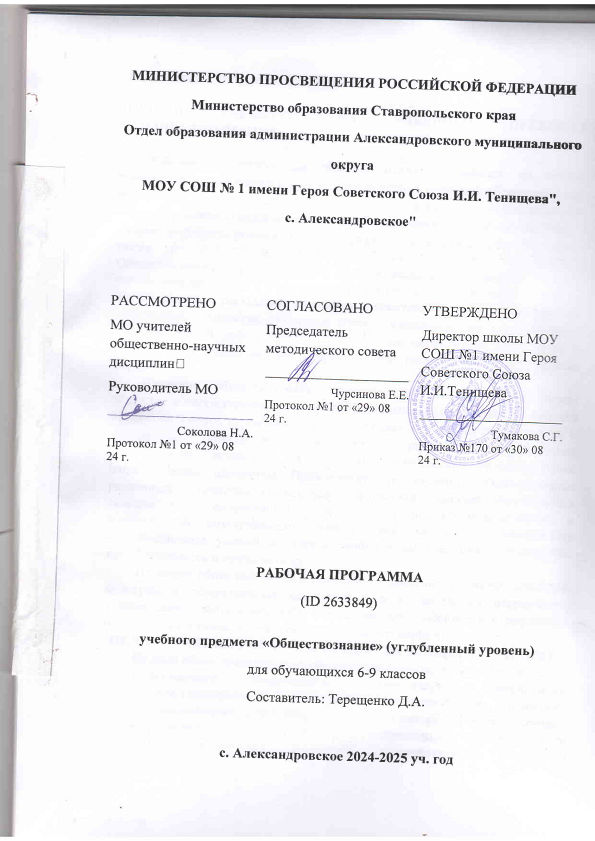 МИНИСТЕРСТВО ПРОСВЕЩЕНИЯ РОССИЙСКОЙ ФЕДЕРАЦИИ
Министерство образования Ставропольского края
Отдел образования администрации Александровского муниципального
округа
МОУ СОШ № 1 имени Героя Советского Союза И.И. Тенищева",
с. Александровское"
РАССМОТРЕНО
МО учителей
общественно-научных
дисциплин
Руководитель МО
Соколова Н.А.
Протокол №1 от «29» 08
24 г.
СОГЛАСОВАНО
Председатель
методического совета
Чурсинова Е.Е.
Протокол №1 от «29» 08
24 г.
УТВЕРЖДЕНО
Директор школы МОУ
СОШ №1 имени Героя
Советского Союза
И.И.Тенищева
Тумакова С.Г.
Приказ №170 от «30» 08
24 г.
РАБОЧАЯ ПРОГРАММА
(ID 2633849)
учебного предмета «Обществознание» (углубленный уровень)
для обучающихся 6-9 классов
Составитель: Терещенко Д.А.
с. Александровское 2024-2025 уч. год